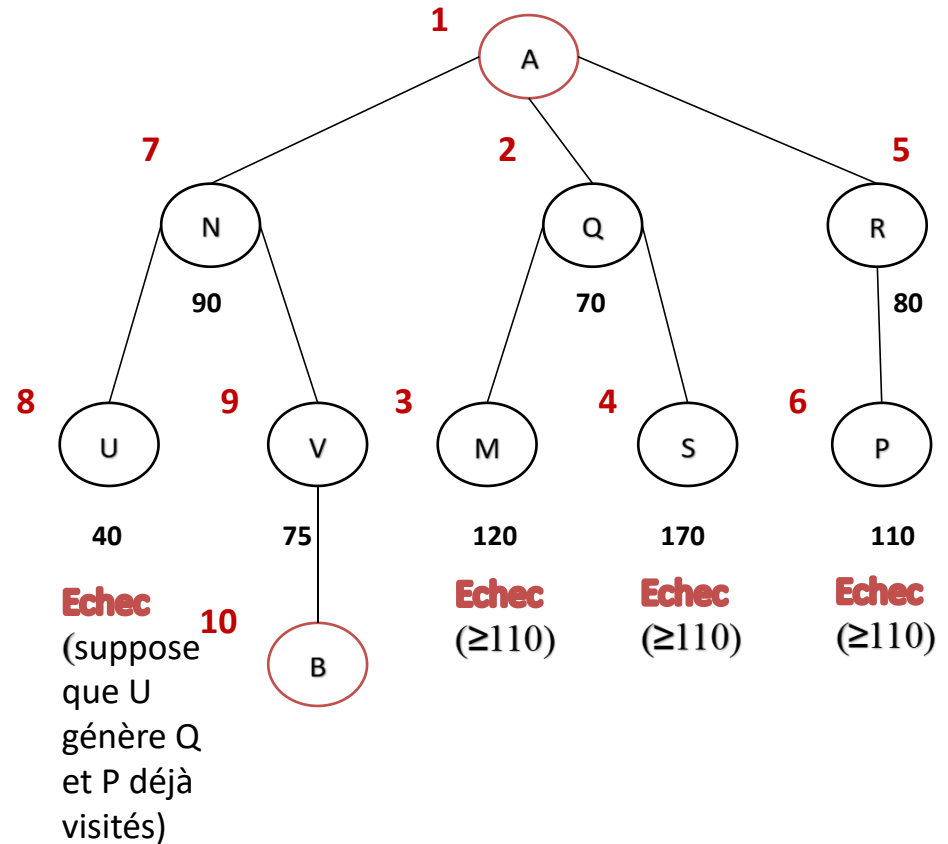 1
A
7
2
5
N
Q
R
90
70
80
8
9
3
4
6
U
V
M
S
P
40
75
120
170
110
Echec
Echec
Echec
Echec
(suppose
que U
génère Q
et P déjà
visités)
10
B
(≥110)
(≥110)
(≥110)